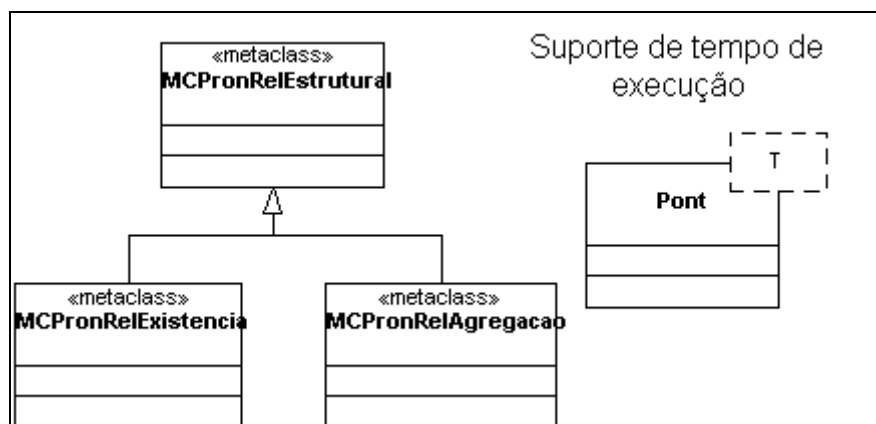 «metaclass»
MCPronRelEstrutural
Suporte de tempo de
execução
T
Pont
«metaclass»
MCPronRelExistencia
«metaclass»
MCPronRelAgregacao